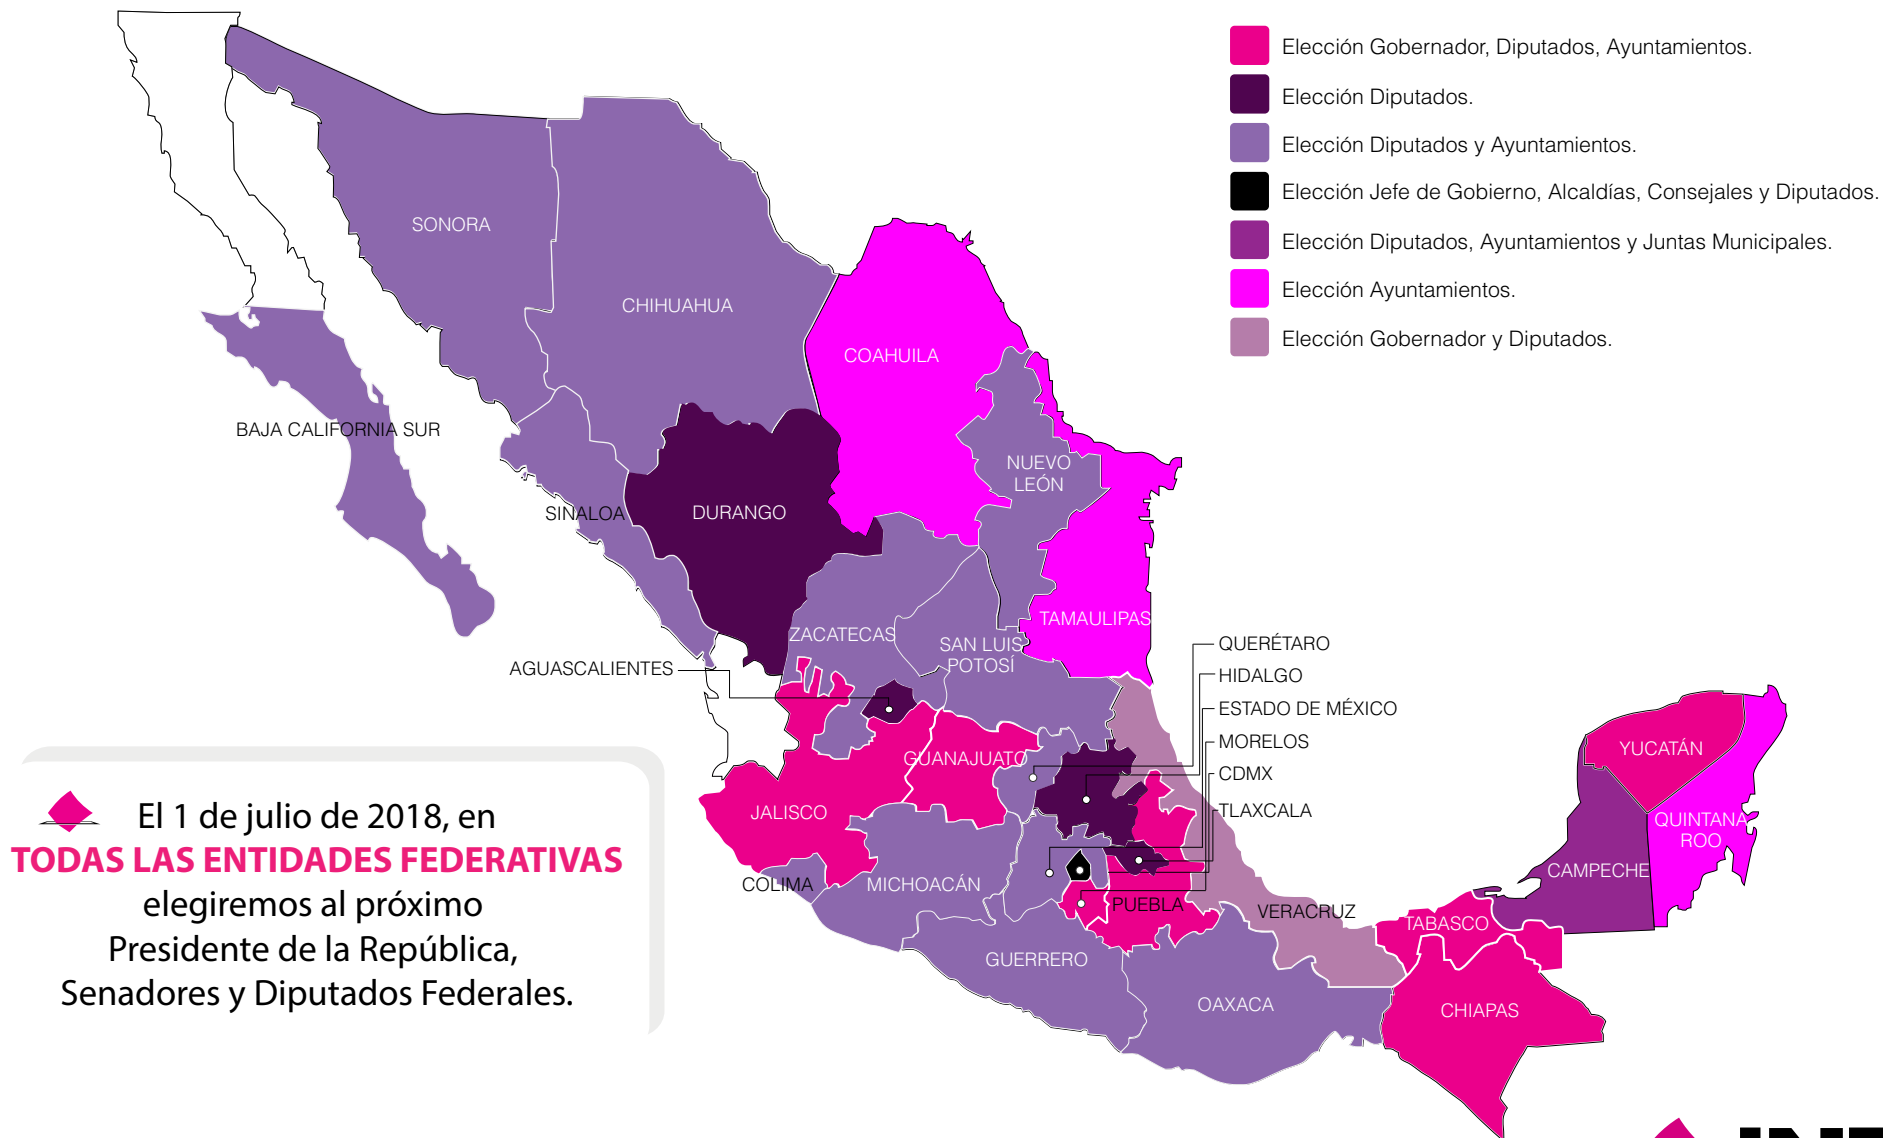 Elección Gobernador, Diputados, Ayuntamientos.
Elección Diputados.
Elección Diputados y Ayuntamientos.
Elección Jefe de Gobierno, Alcaldías, Consejales y Diputados.
Elección Diputados, Ayuntamientos y Juntas Municipales.
Elección Ayuntamientos.
Elección Gobernador y Diputados.
SONORA
CHIHUAHUA
COAHUILA
BAJA CALIFORNIA SUR
NUEVO
LEÓN
SINALOA
DURANGO
TAMAULIPAS
ZACATECAS
SAN LUIS
POTOSÍ
AGUASCALIENTES
QUERÉTARO
HIDALGO
ESTADO DE MÉXICO
MORELOS
CDMX
TLAXCALA
GUANAJUATO
JALISCO
COLIMA
MICHOACÁN
PUEBLA
VERACRUZ
GUERRERO
OAXACA
YUCATÁN
QUINTANA
ROO
CAMPECHE
TABASCO
CHIAPAS
El 1 de julio de 2018, en
TODAS LAS ENTIDADES FEDERATIVAS
elegiremos al próximo
Presidente de la República,
Senadores y Diputados Federales.